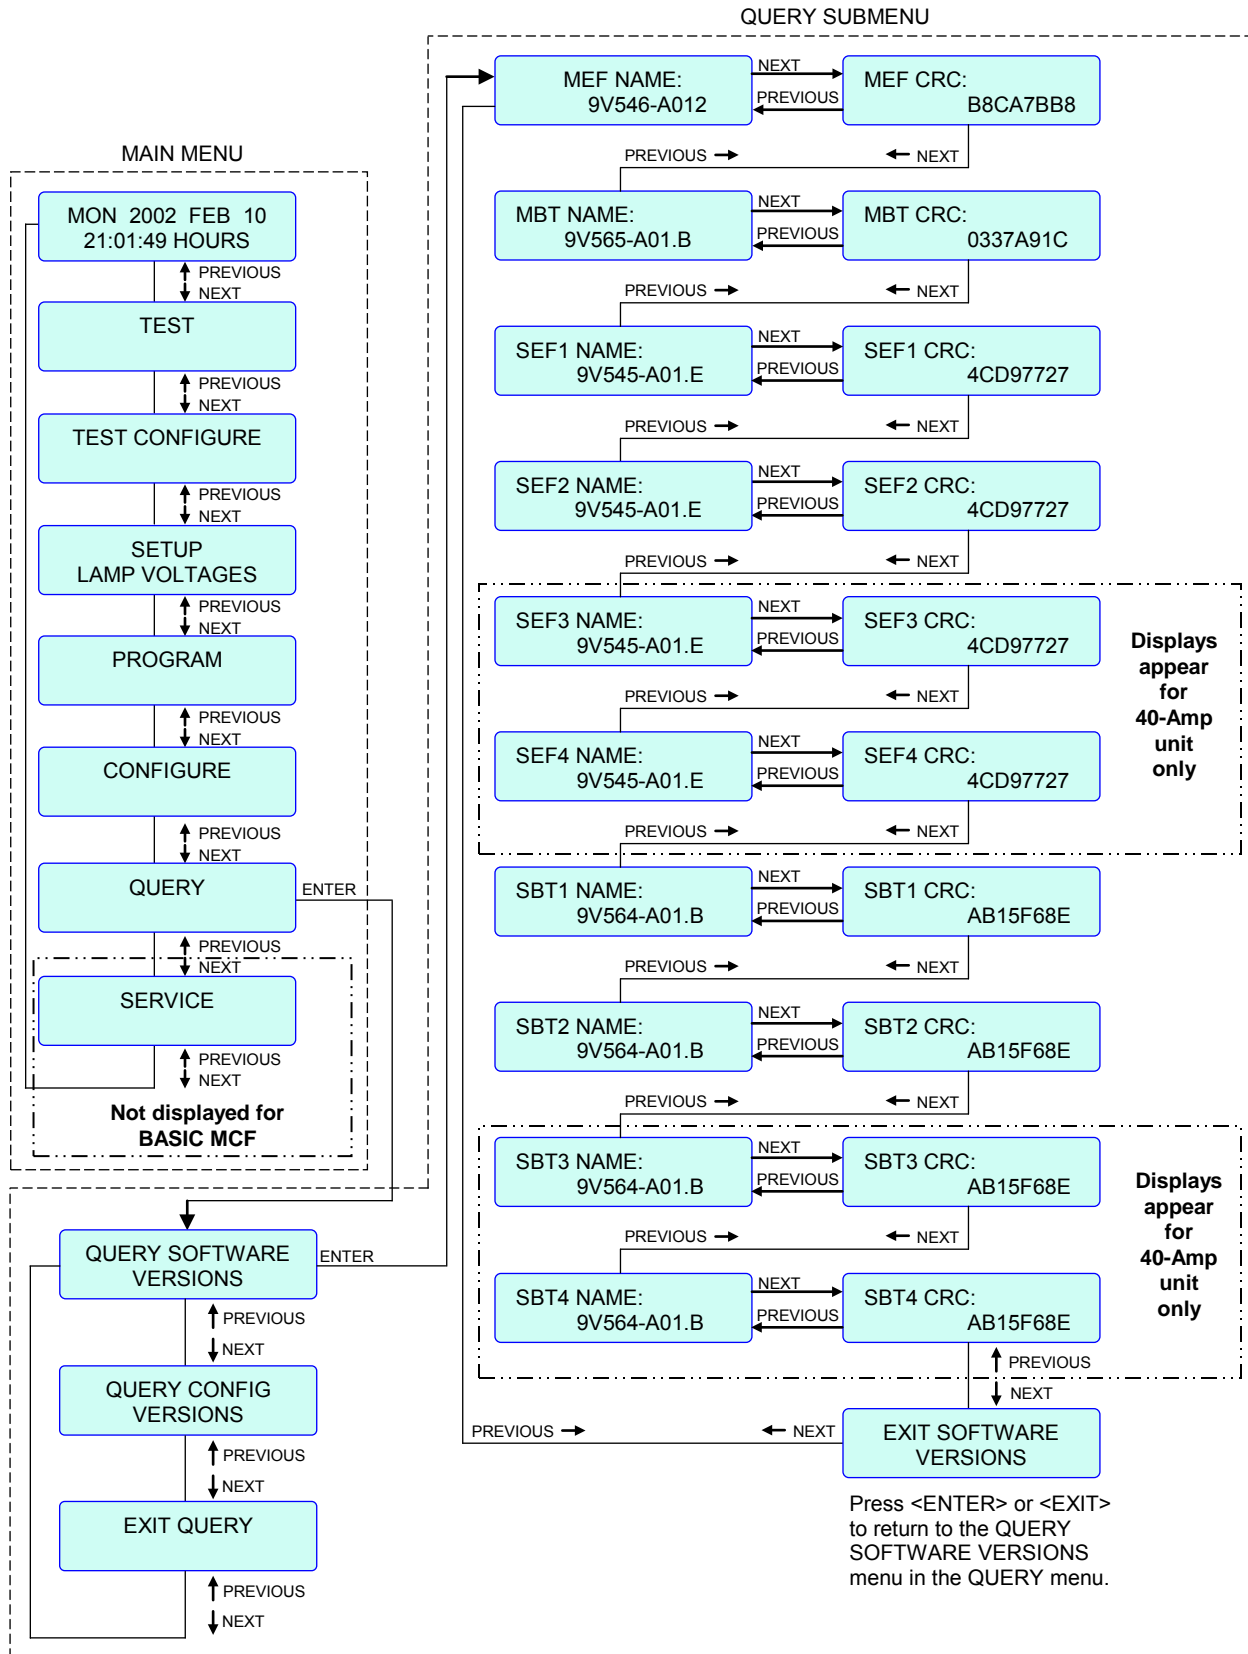 QUERY SUBMENU
MAIN MENU
MON 2002 FEB 10
21:01:49 HOURS
PREVIOUS
NEXT
TEST
PREVIOUS
NEXT
TEST CONFIGURE
PREVIOUS
NEXT
SETUP
LAMP VOLTAGES
PREVIOUS
NEXT
PROGRAM
PREVIOUS
NEXT
CONFIGURE
PREVIOUS
NEXT
QUERY
ENTER
PREVIOUS
NEXT
SERVICE
PREVIOUS
NEXT
Not displayed for
BASIC MCF
QUERY SOFTWARE
VERSIONS
ENTER
PREVIOUS
NEXT
QUERY CONFIG
VERSIONS
PREVIOUS
NEXT
EXIT QUERY
PREVIOUS
NEXT
MEF NAME:
9V546-A012
NEXT
PREVIOUS
MEF CRC:
B8CA7BB8
PREVIOUS
NEXT
MBT NAME:
9V565-A01.B
NEXT
PREVIOUS
MBT CRC:
0337A91C
PREVIOUS
NEXT
SEF1 NAME:
9V545-A01.E
NEXT
PREVIOUS
SEF1 CRC:
4CD97727
PREVIOUS
NEXT
SEF2 NAME:
9V545-A01.E
NEXT
PREVIOUS
SEF2 CRC:
4CD97727
PREVIOUS
NEXT
SEF3 NAME:
9V545-A01.E
NEXT
PREVIOUS
SEF3 CRC:
4CD97727
PREVIOUS
NEXT
SEF4 NAME:
9V545-A01.E
NEXT
PREVIOUS
SEF4 CRC:
4CD97727
Displays
appear
for
40-Amp
unit
only
PREVIOUS
NEXT
SBT1 NAME:
9V564-A01.B
NEXT
PREVIOUS
SBT1 CRC:
AB15F68E
PREVIOUS
NEXT
SBT2 NAME:
9V564-A01.B
NEXT
PREVIOUS
SBT2 CRC:
AB15F68E
PREVIOUS
NEXT
SBT3 NAME:
9V564-A01.B
NEXT
PREVIOUS
SBT3 CRC:
AB15F68E
PREVIOUS
NEXT
SBT4 NAME:
9V564-A01.B
NEXT
PREVIOUS
SBT4 CRC:
AB15F68E
Displays
appear
for
40-Amp
unit
only
PREVIOUS
NEXT
PREVIOUS
NEXT
EXIT SOFTWARE
VERSIONS
Press <ENTER> or <EXIT>
to return to the QUERY
SOFTWARE VERSIONS
menu in the QUERY menu.